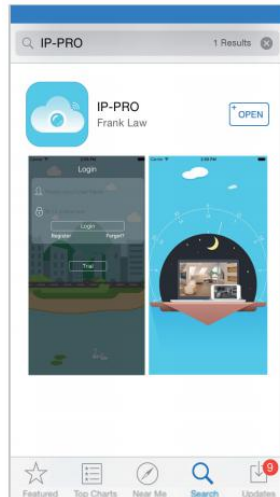 IP-PRO
1 Results
IP-PRO
Frank Law
OPEN
Login
Login
Register
Forget?
Trial
9
Featured
Top Charts
Near Me
Search
Updates